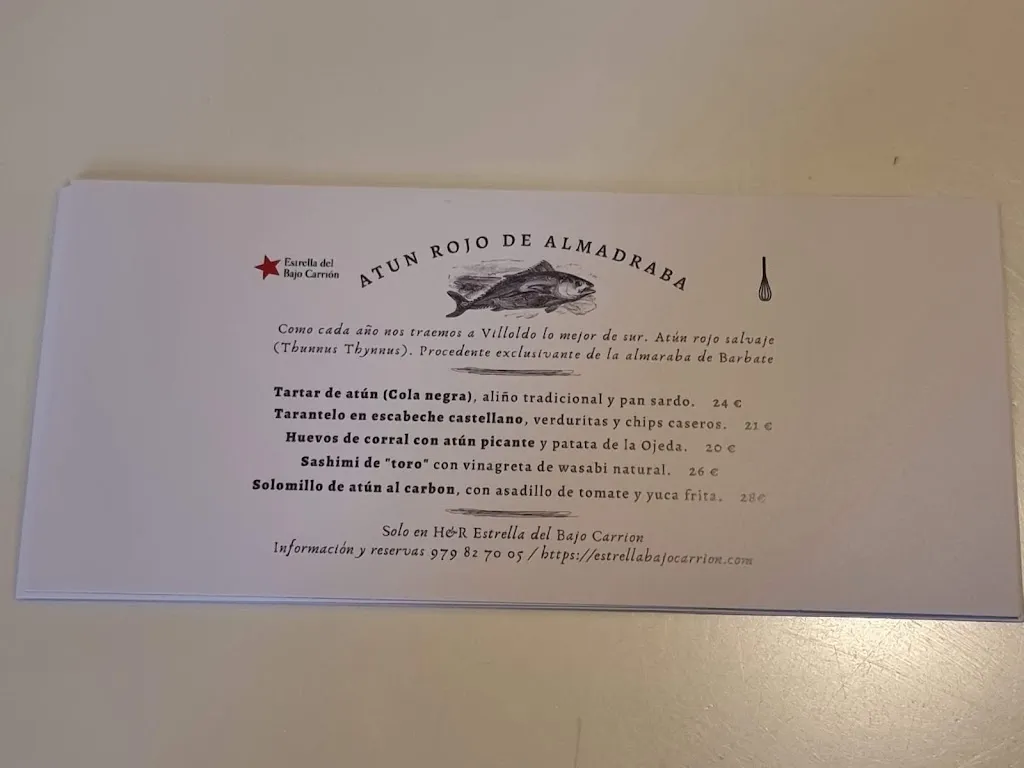 ATUN ROJO DE ALMADRABA
Estrella del
Bajo Carrión
Como cada año nos traemos a Villoldo lo mejor de sur. Atún rojo salvaje
(Thunnus Thynnus). Procedente exclusivante de la almaraba de Barbate
Tartar de atún (Cola negra), aliño tradicional y pan sardo. 24 €
Tarantelo en escabeche castellano, verduritas y chips caseros. 21 €
Huevos de corral con atún picante y patata de la Ojeda. 20 €
Sashimi de "toro" con vinagreta de wasabi natural. 26 €
Solomillo de atún al carbon, con asadillo de tomate y yuca frita. 28€
Solo en H&R Estrella del Bajo Carrion
Información y reservas 979 82 70 05 / https://estrellabajocarrion.com